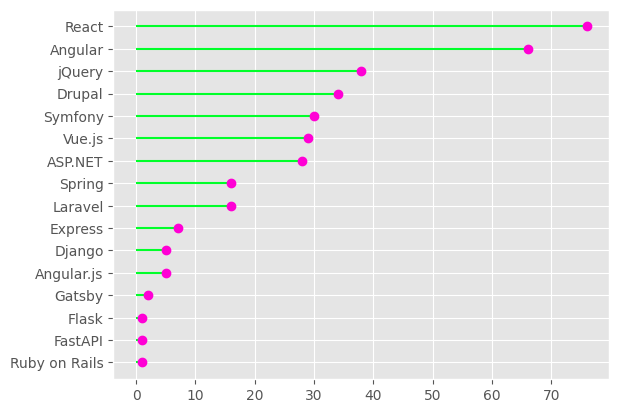 React
Angular
jQuery
Drupal
Symfony
Vue.js
ASP.NET
Spring
Laravel
Express
Django
Angular.js
Gatsby
Flask
FastAPI
Ruby on Rails
0 10 20 30 40 50 60 70